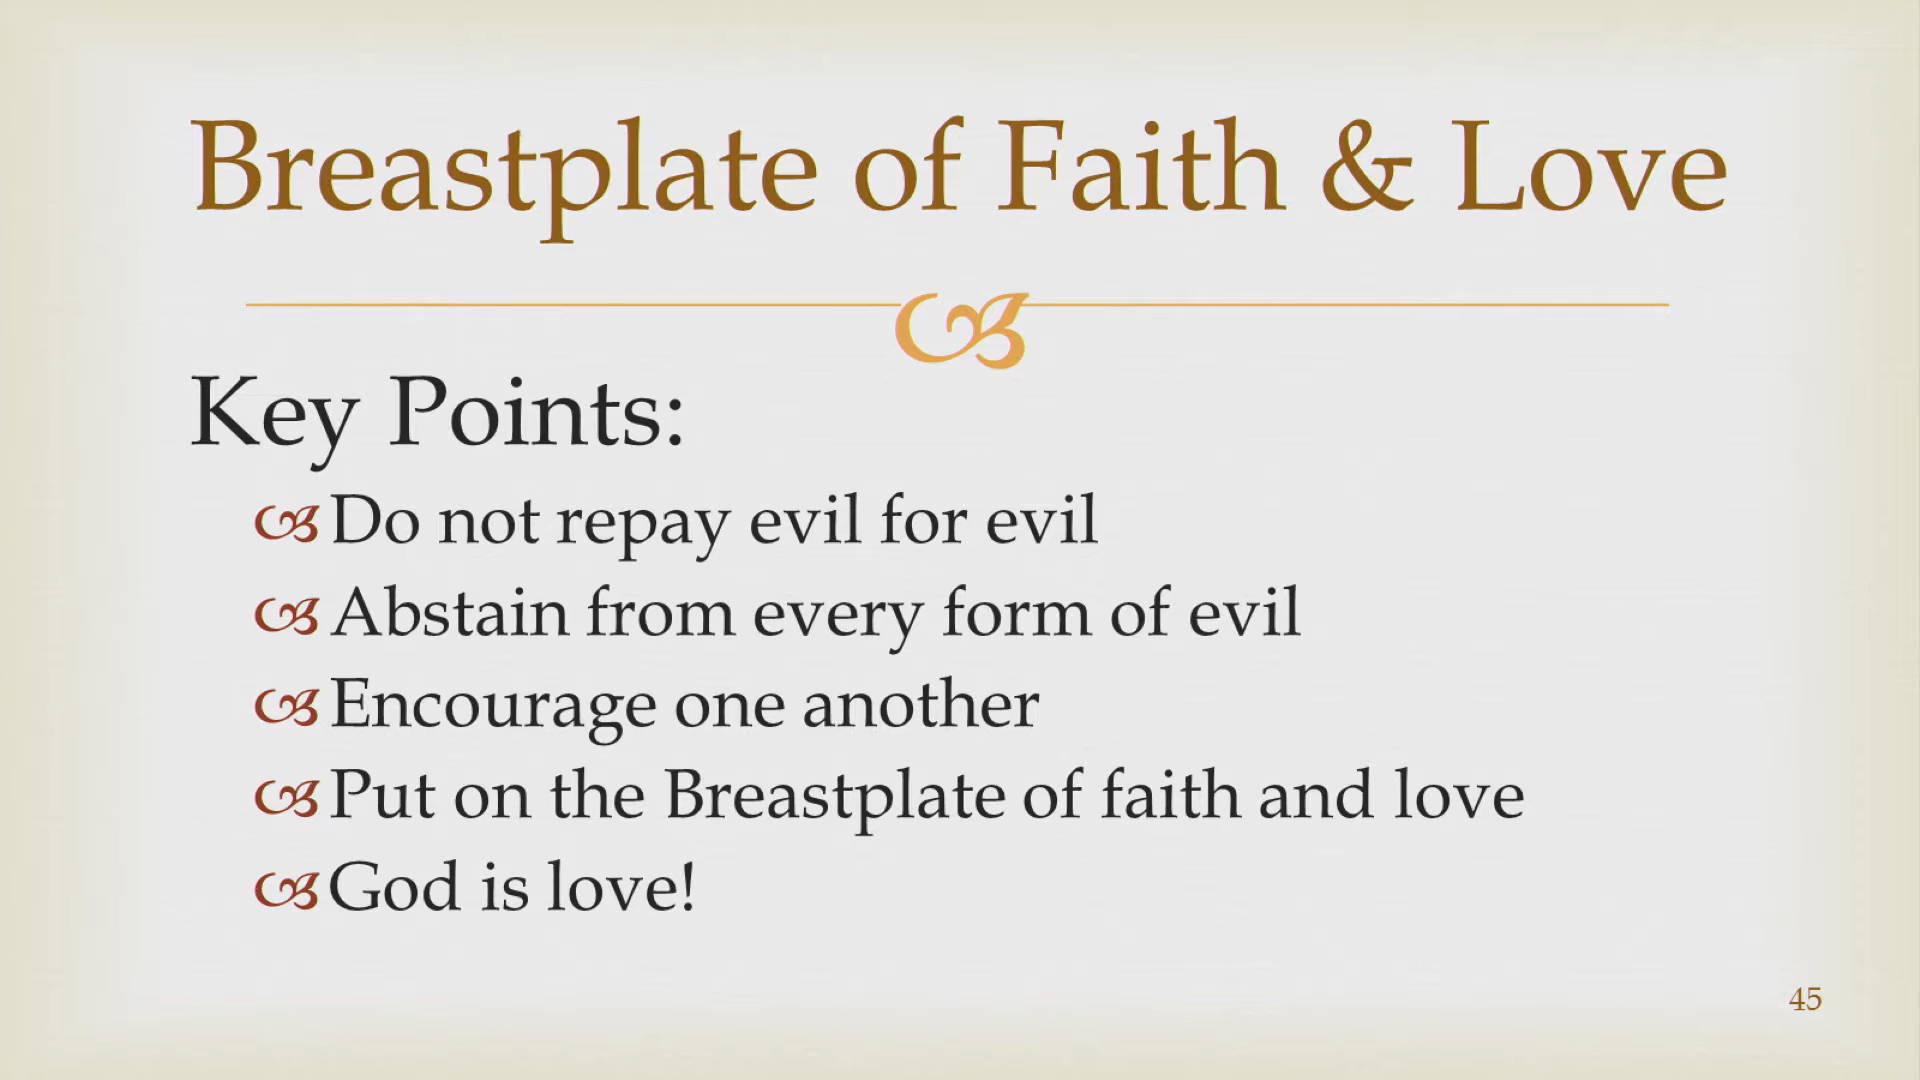 Breastplate of Faith & Love
Key Points:
Do not repay evil for evil
Abstain from every form of evil
Encourage one another
Put on the Breastplate of faith and love
God is love!
45